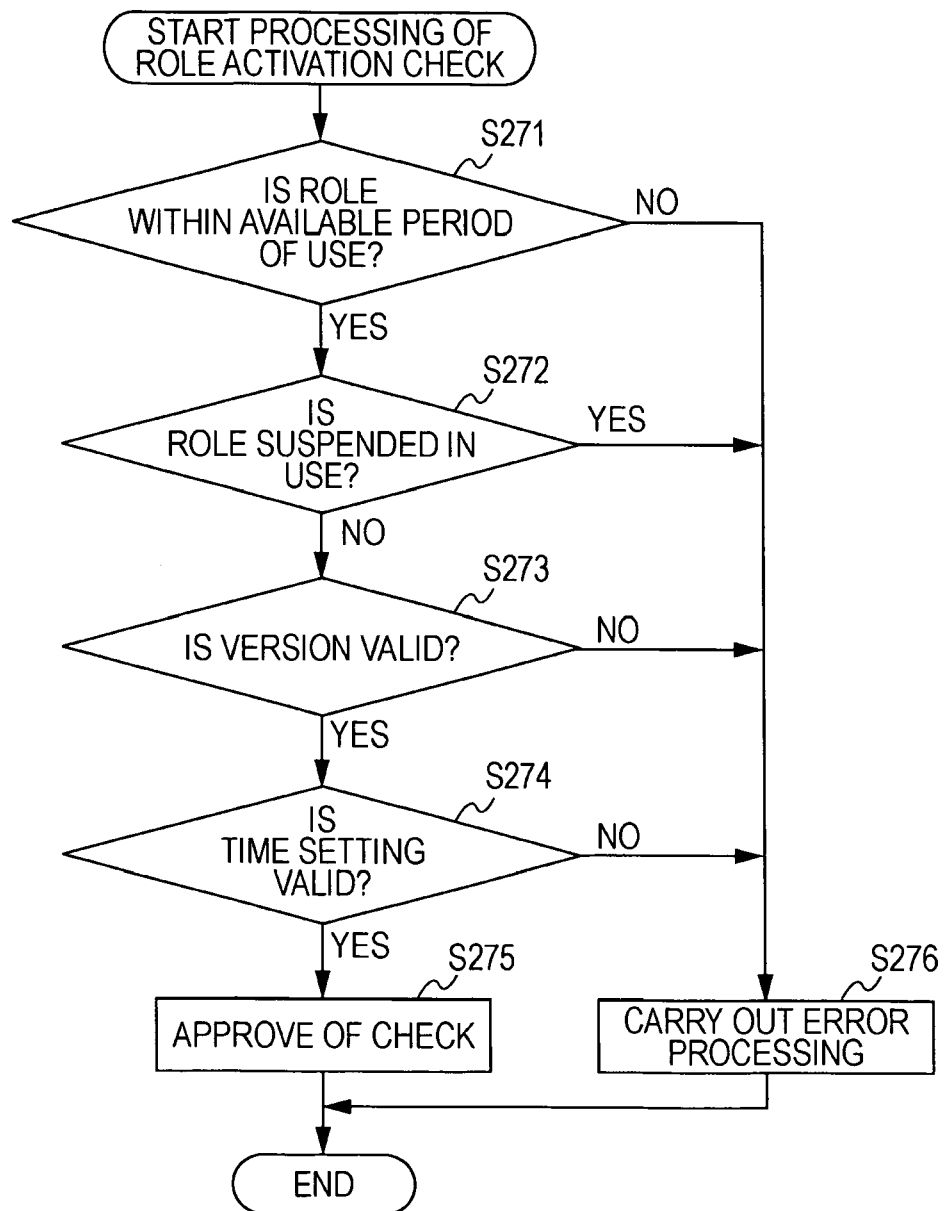 START PROCESSING OF
ROLE ACTIVATION CHECK
S271
IS ROLE
WITHIN AVAILABLE PERIOD
OF USE?
NO
YES
S272
IS
ROLE SUSPENDED IN
USE?
YES
NO
S273
IS VERSION VALID?
NO
YES
S274
IS
TIME SETTING
VALID?
NO
YES
S275
APPROVE OF CHECK
S276
CARRY OUT ERROR
PROCESSING
END